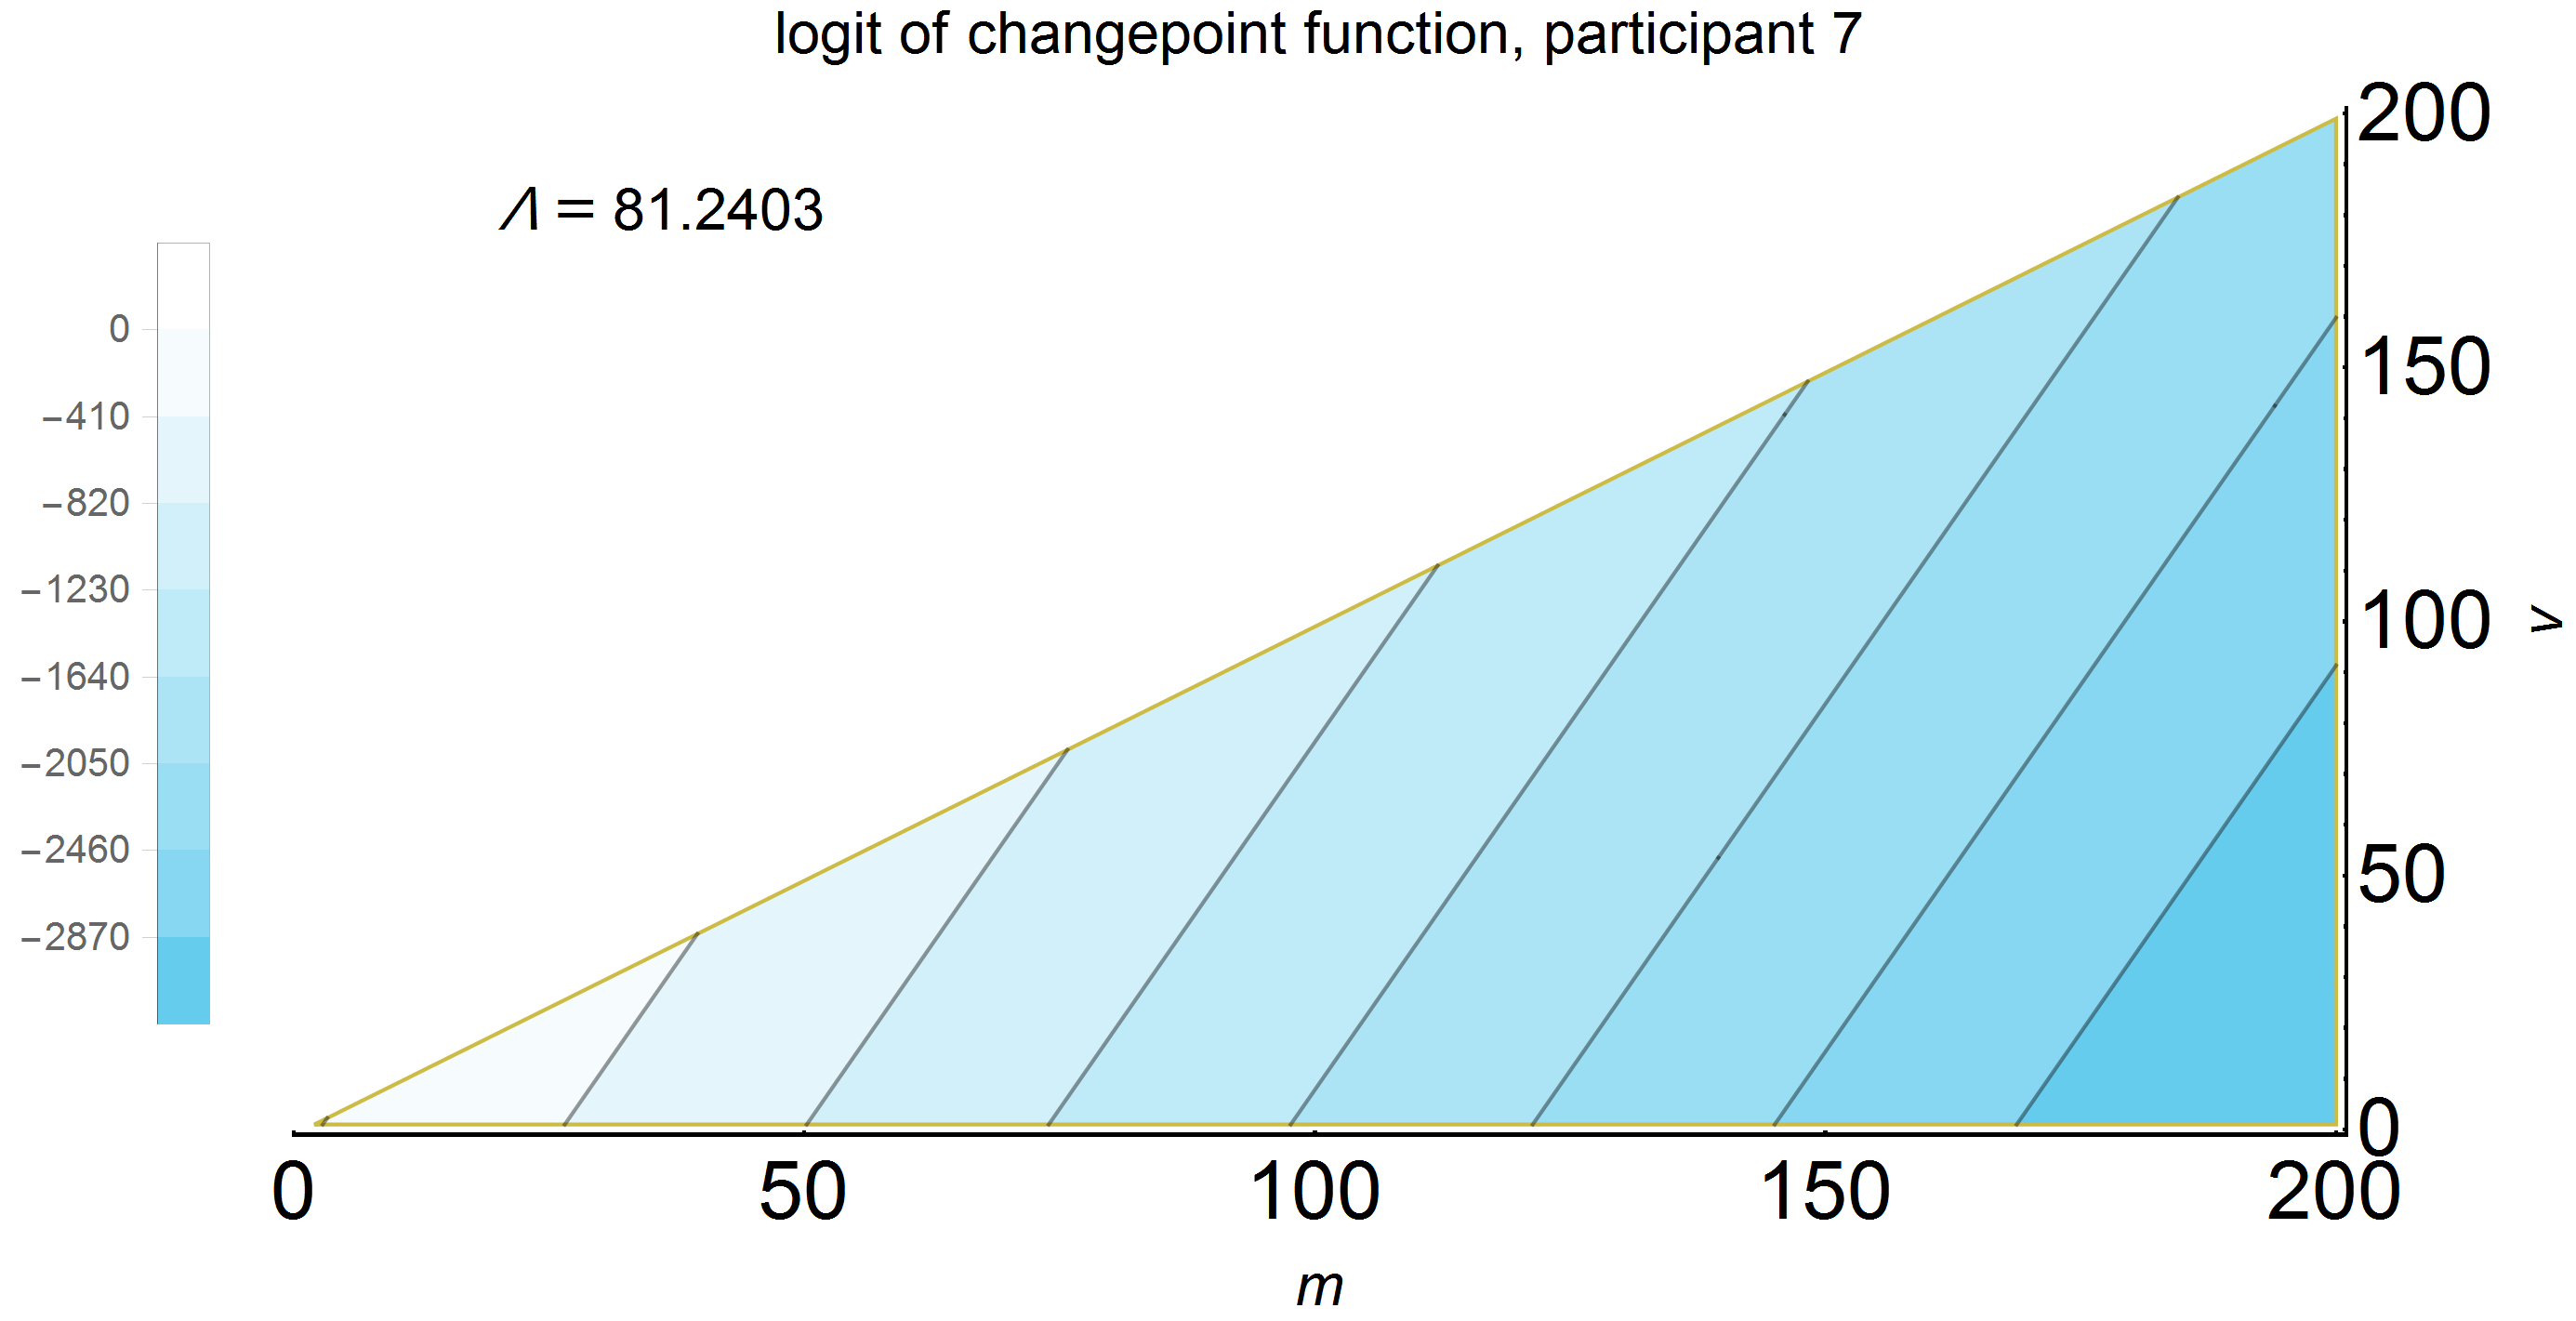 logit of changepoint function, participant 7
Λ = 81.2403
0
−410
−820
−1230
−1640
−2050
−2460
−2870
200
150
100
50
0
v
0 50 100 150 200
m